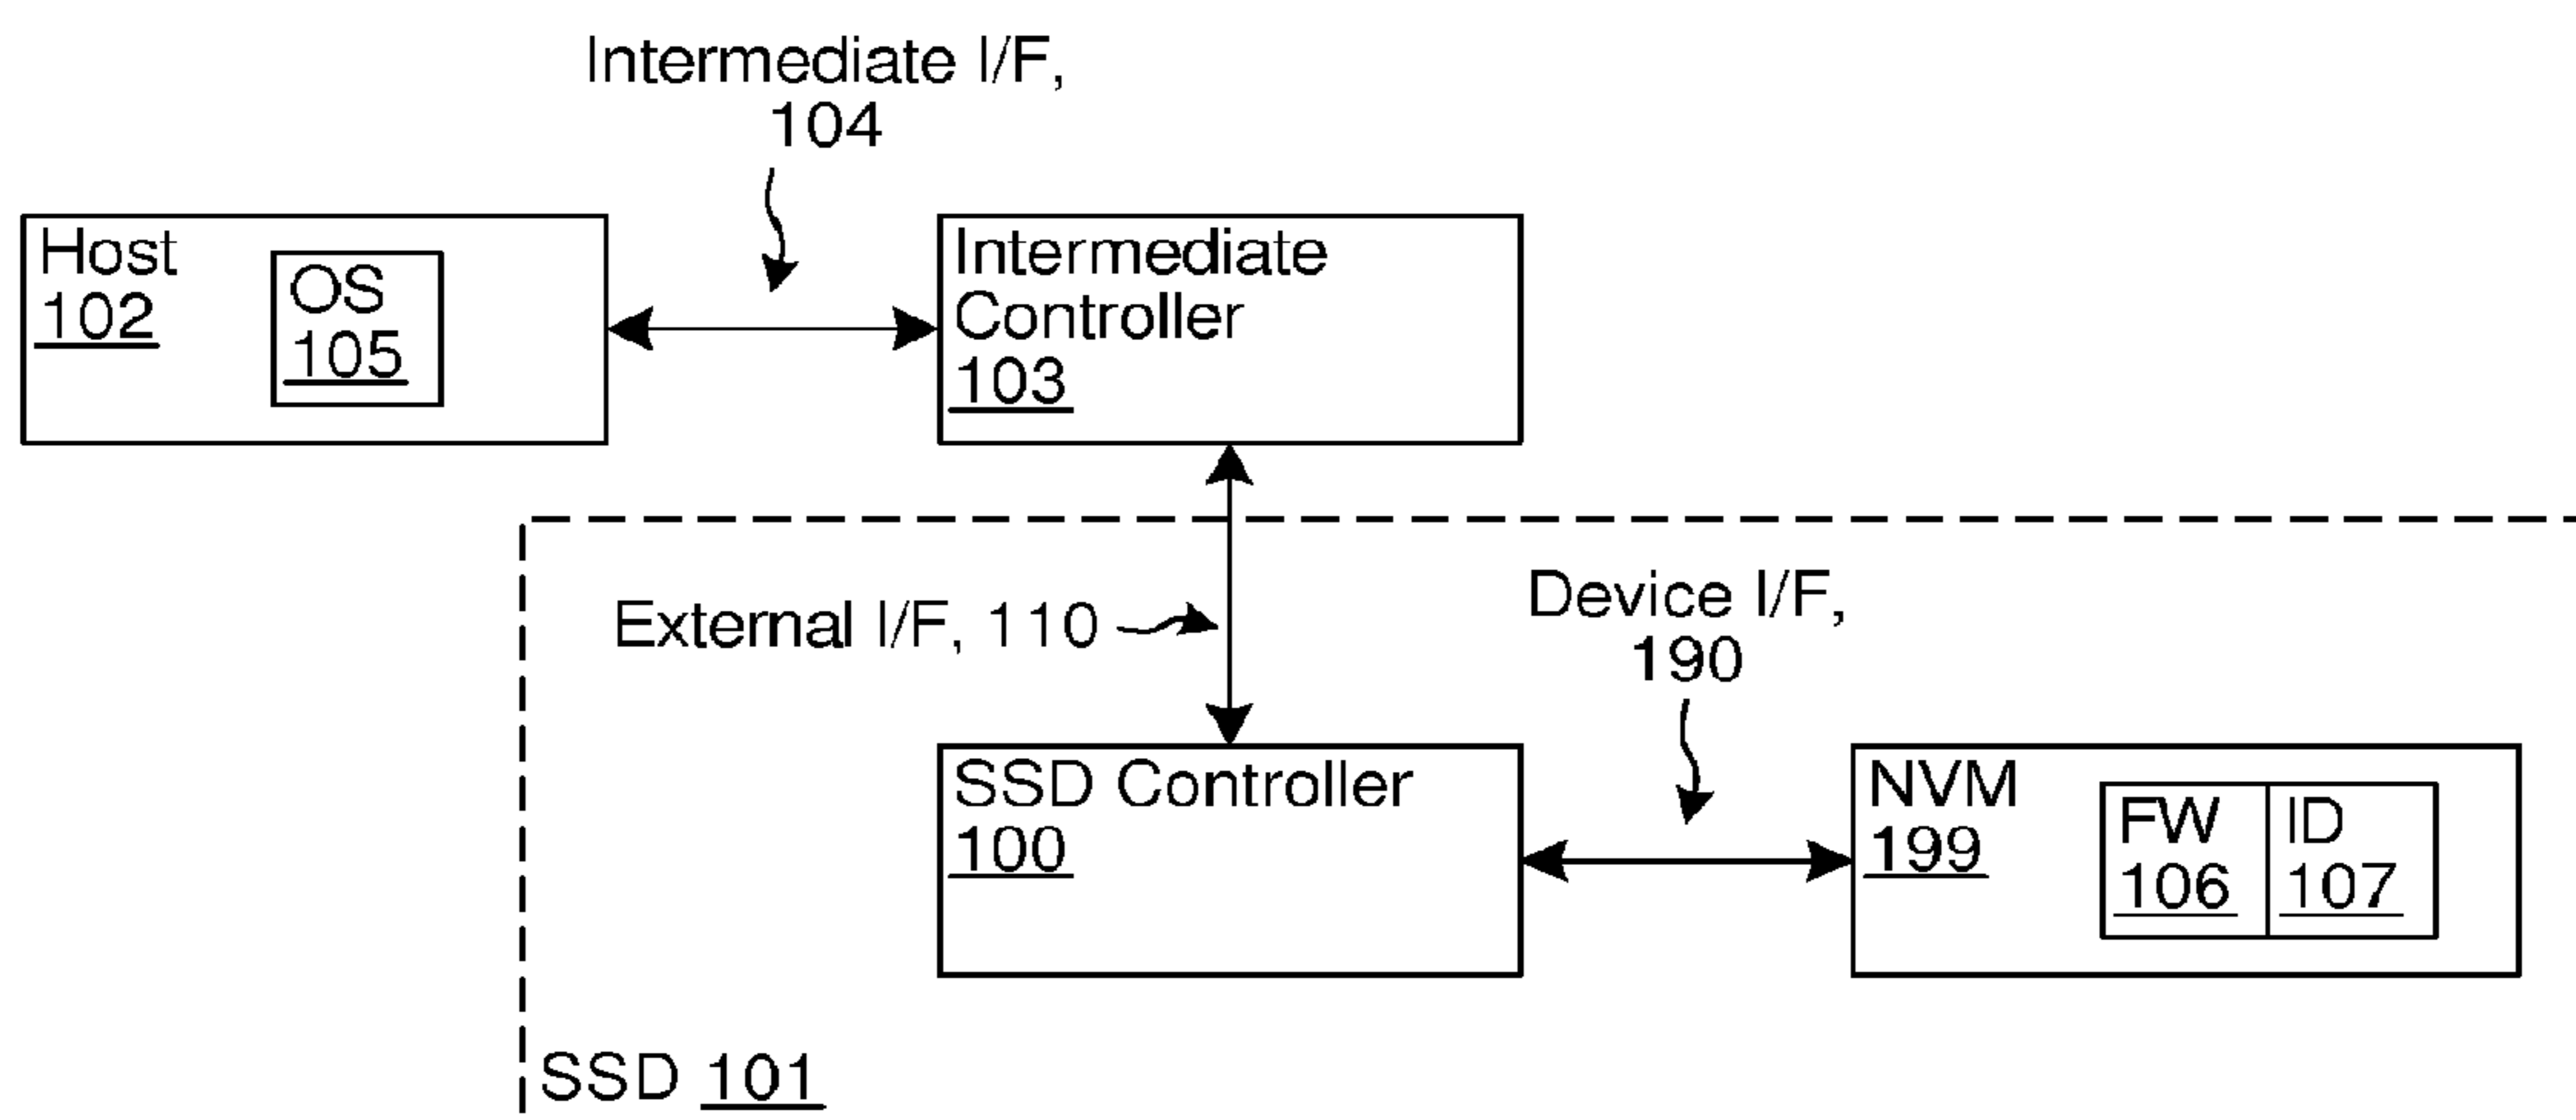 Intermediate I/F,
104
Host
102
OS
105
Intermediate
Controller
103
External I/F, 110
Device I/F,
190
SSD Controller
100
NVM
199
FW
106
ID
107
SSD 101